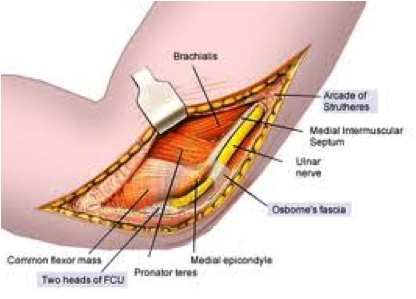 Brachialis
Arcade of
Strutheres
Medial Intermuscular
Septum
Ulnar
nerve
Osborne's fascia
Medial epicondyle
Common flexor mass
Pronator teres
Two heads of FCU